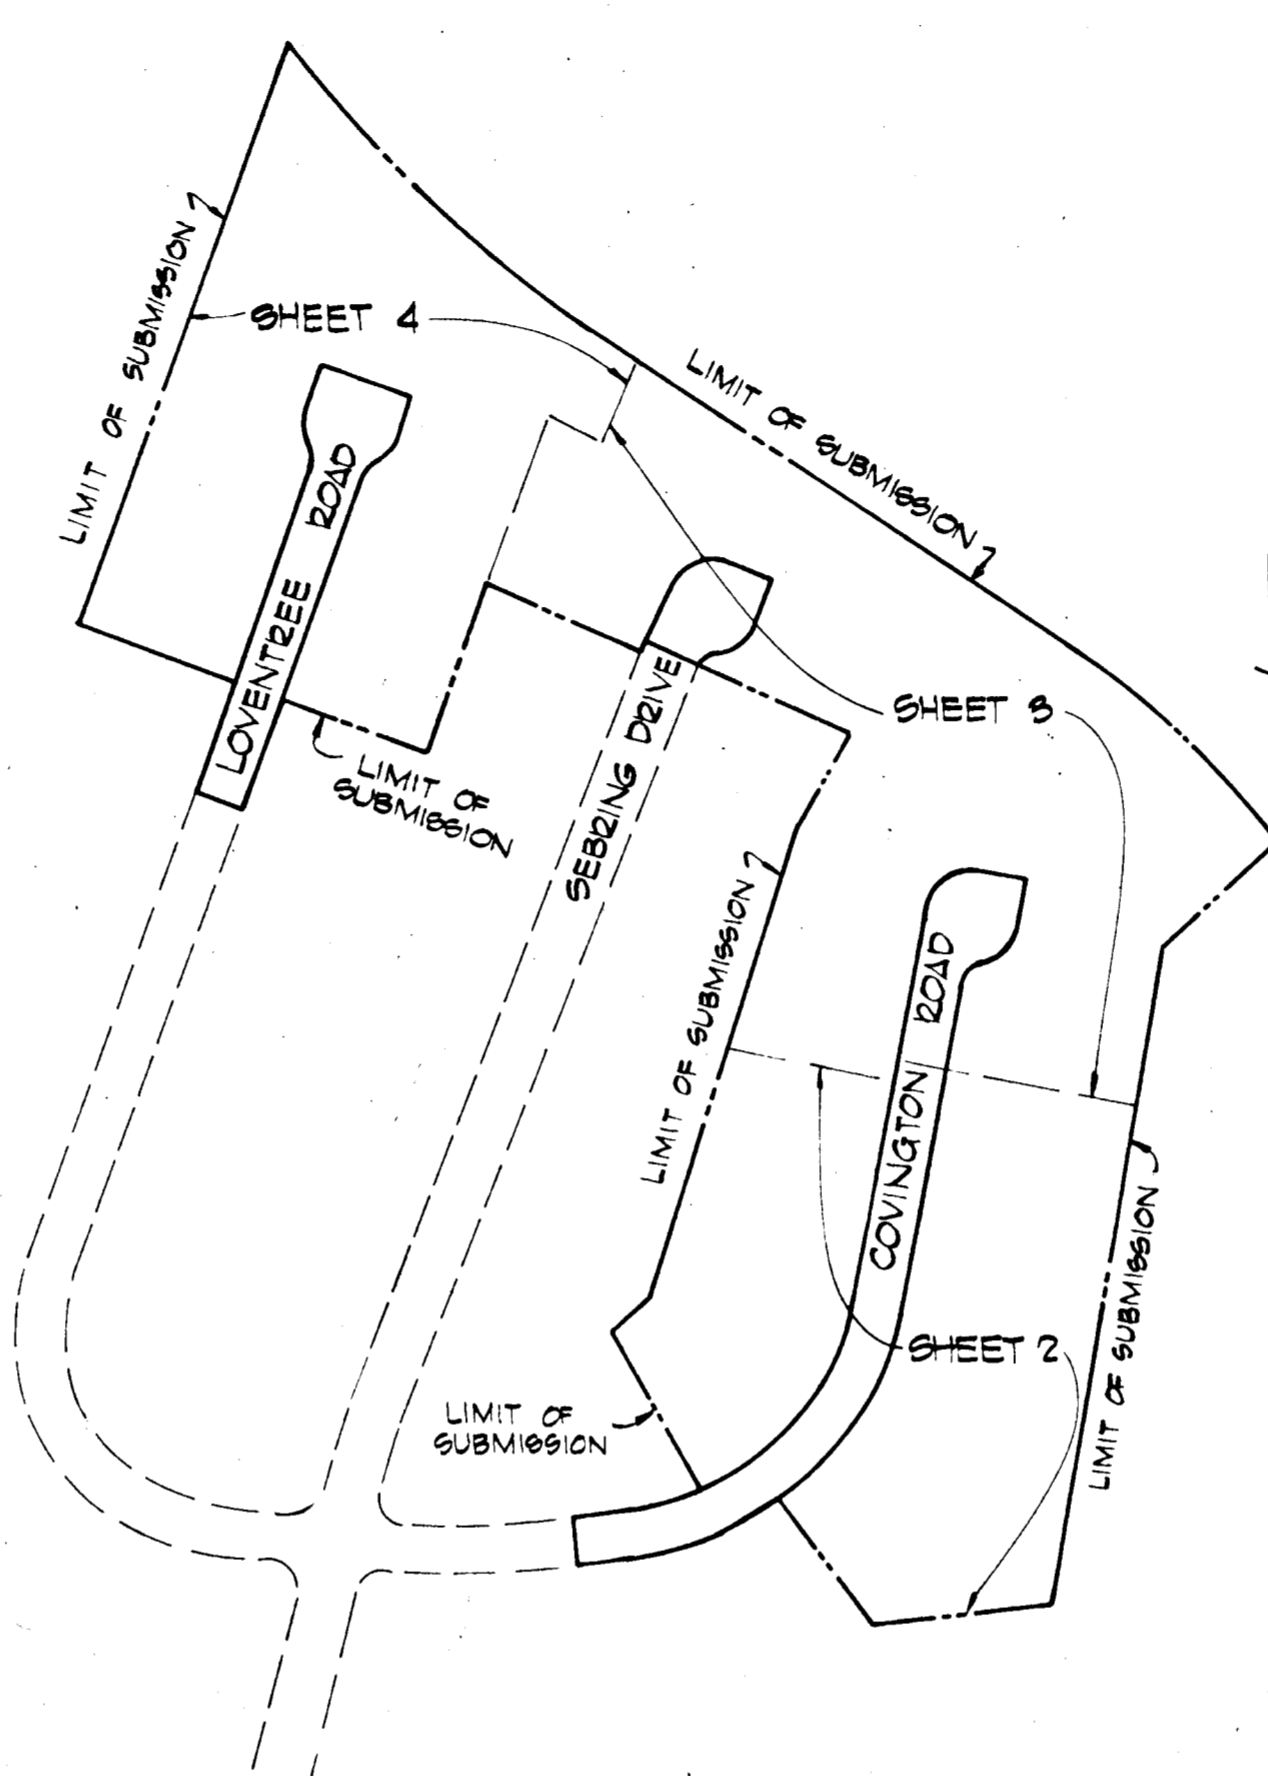 LIMIT OF SUBMISSION
SHEET 4
LIMIT OF SUBMISSION
LOVENTREE ROAD
SHEET 3
LIMIT OF
SUBMISSION
SEBRING DRIVE
LIMIT OF SUBMISSION
COVINGTON ROAD
LIMIT OF SUBMISSION
SHEET 2
LIMIT OF
SUBMISSION